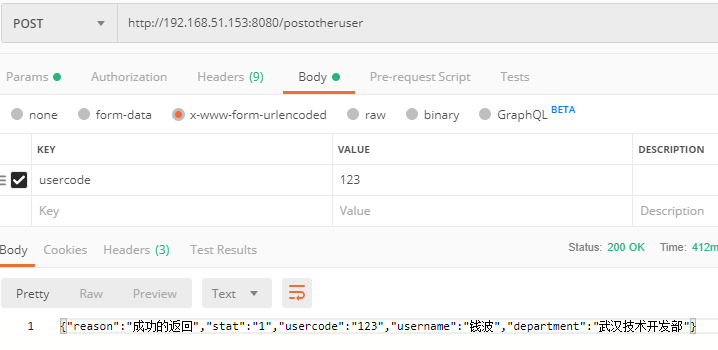 POST http://192.168.51.153:8080/postotheruser
Params Authorization Headers (9) Body Pre-request Script Tests
none form-data x-www-form-urlencoded raw binary GraphQL BETA
KEY VALUE DESCRIPTION
usercode 123
Key Value Description
Body Cookies Headers (3) Test Results Status: 200 OK Time: 412m
Pretty Raw Preview Text
1 {"reason":"成功的返回","stat":"1","usercode":"123","username":"钱波","department":"武汉技术开发部"}